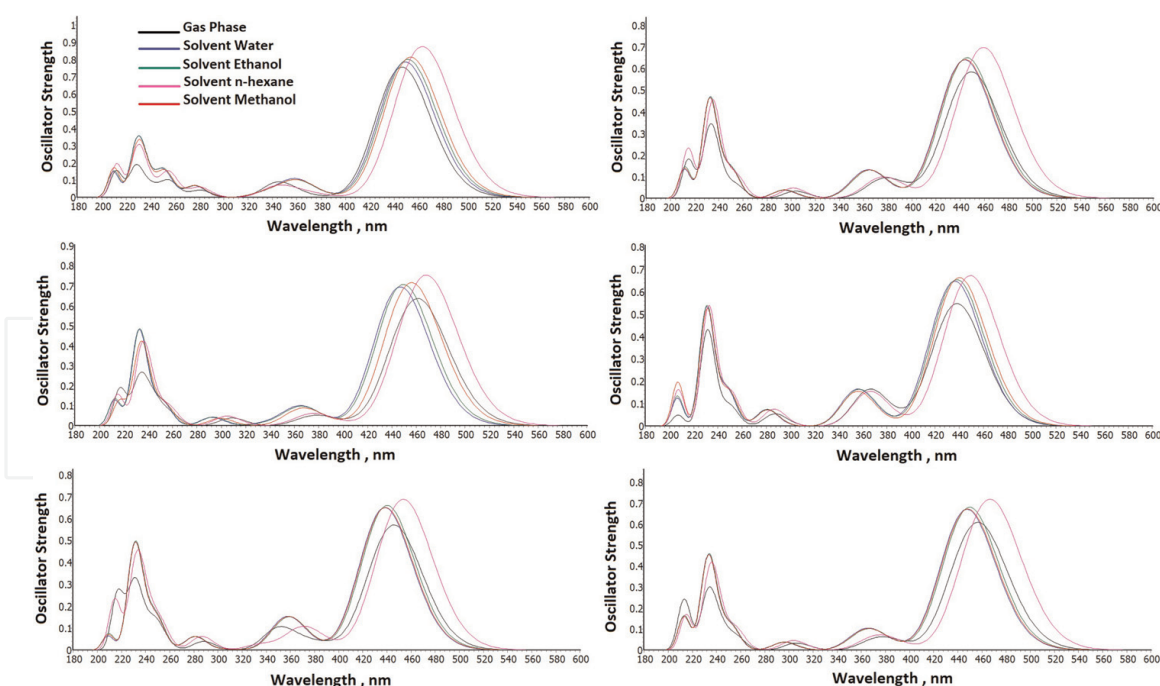 1
0.9
0.8
0.7
0.6
0.5
0.4
0.3
0.2
0.1
0
Oscillator Strength
Gas Phase
Solvent Water
Solvent Ethanol
Solvent n-hexane
Solvent Methanol
180 200 220 240 260 280 300 320 340 360 380 400 420 440 460 480 500 520 540 560 580 600
Wavelength , nm
0.8
0.7
0.6
0.5
0.4
0.3
0.2
0.1
0
Oscillator Strength
180 200 220 240 260 280 300 320 340 360 380 400 420 440 460 480 500 520 540 560 580 600
Wavelength , nm
0.9
0.8
0.7
0.6
0.5
0.4
0.3
0.2
0.1
0
Oscillator Strength
180 200 220 240 260 280 300 320 340 360 380 400 420 440 460 480 500 520 540 560 580 600
Wavelength , nm
0.8
0.7
0.6
0.5
0.4
0.3
0.2
0.1
0
Oscillator Strength
180 200 220 240 260 280 300 320 340 360 380 400 420 440 460 480 500 520 540 560 580 600
Wavelength , nm
0.8
0.7
0.6
0.5
0.4
0.3
0.2
0.1
0
Oscillator Strength
180 200 220 240 260 280 300 320 340 360 380 400 420 440 460 480 500 520 540 560 580 600
Wavelength , nm
0.8
0.7
0.6
0.5
0.4
0.3
0.2
0.1
0
Oscillator Strength
180 200 220 240 260 280 300 320 340 360 380 400 420 440 460 480 500 520 540 560 580 600
Wavelength , nm